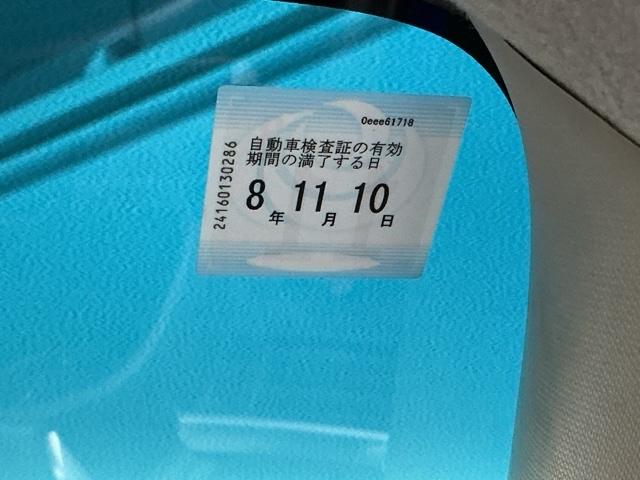 0eee61718
自動車検査証の有効
期間の満了する日
8年11月10日
24160130286